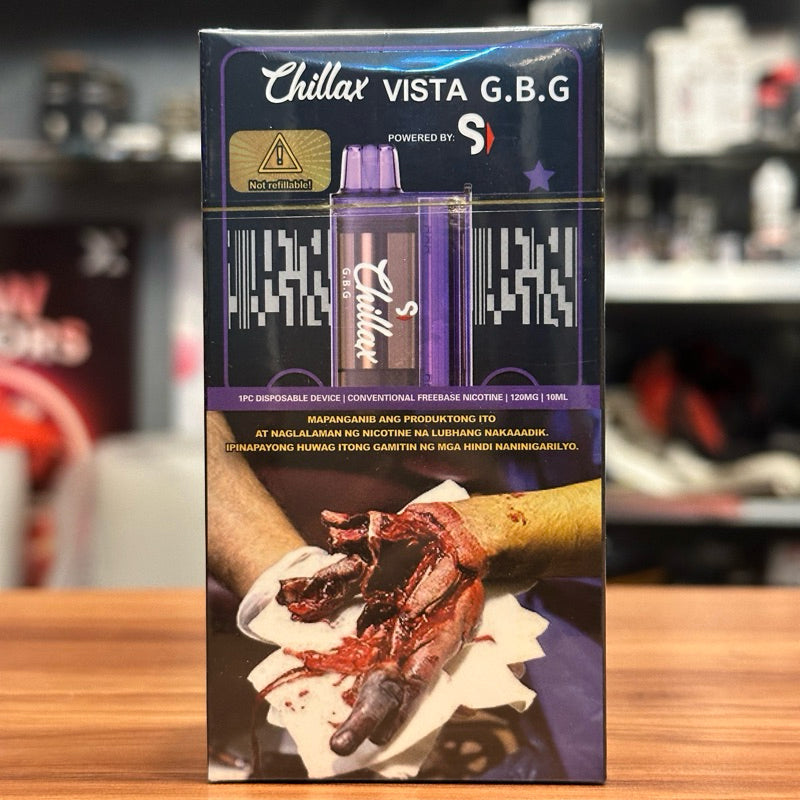 Chillax VISTA G.B.G
POWERED BY: S
Not refillable!
Chillax
G.B.G
S
1PC DISPOSABLE DEVICE | CONVENTIONAL FREEBASE NICOTINE | 120MG | 10ML
MAPANGANIB ANG PRODUKTONG ITO
AT NAGLALAMAN NG NICOTINE NA LUBHANG NAKAAADIK.
IPINAPAYONG HUWAG ITONG GAMITIN NG MGA HINDI NANINIGARILYO.